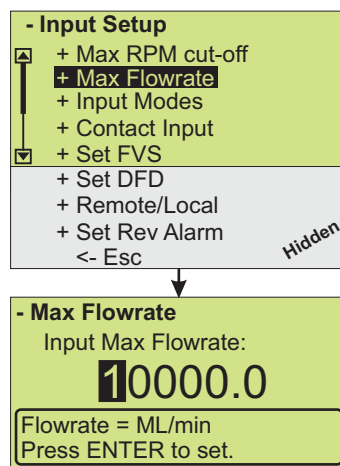 - Input Setup
+ Max RPM cut-off
+ Max Flowrate
+ Input Modes
+ Contact Input
+ Set FVS
+ Set DFD
+ Remote/Local
+ Set Rev Alarm
<- Esc
Hidden
- Max Flowrate
Input Max Flowrate:
10000.0
Flowrate = ML/min
Press ENTER to set.